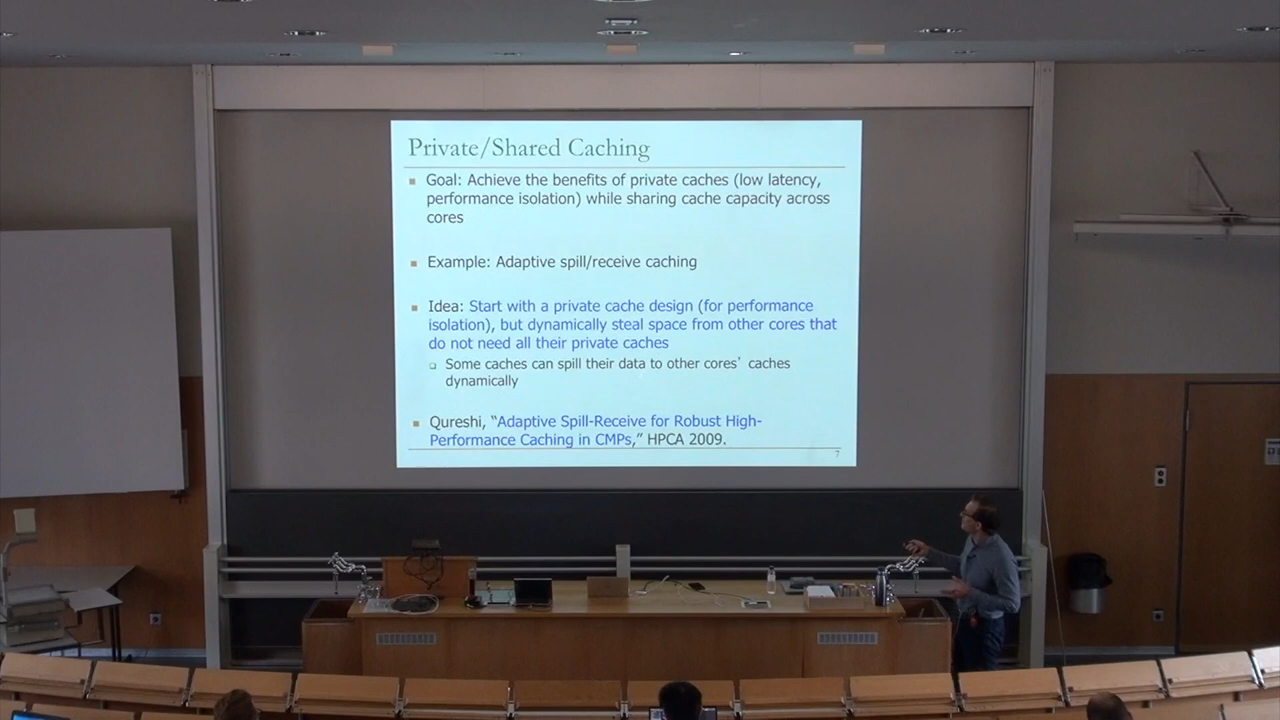 Private/Shared Caching
Goal: Achieve the benefits of private caches (low latency,
performance isolation) while sharing cache capacity across
cores
Example: Adaptive spill/receive caching
Idea: Start with a private cache design (for performance
isolation), but dynamically steal space from other cores that
do not need all their private caches
Some caches can spill their data to other cores’ caches
dynamically
Qureshi, “Adaptive Spill-Receive for Robust High-
Performance Caching in CMPs,” HPCA 2009.
7